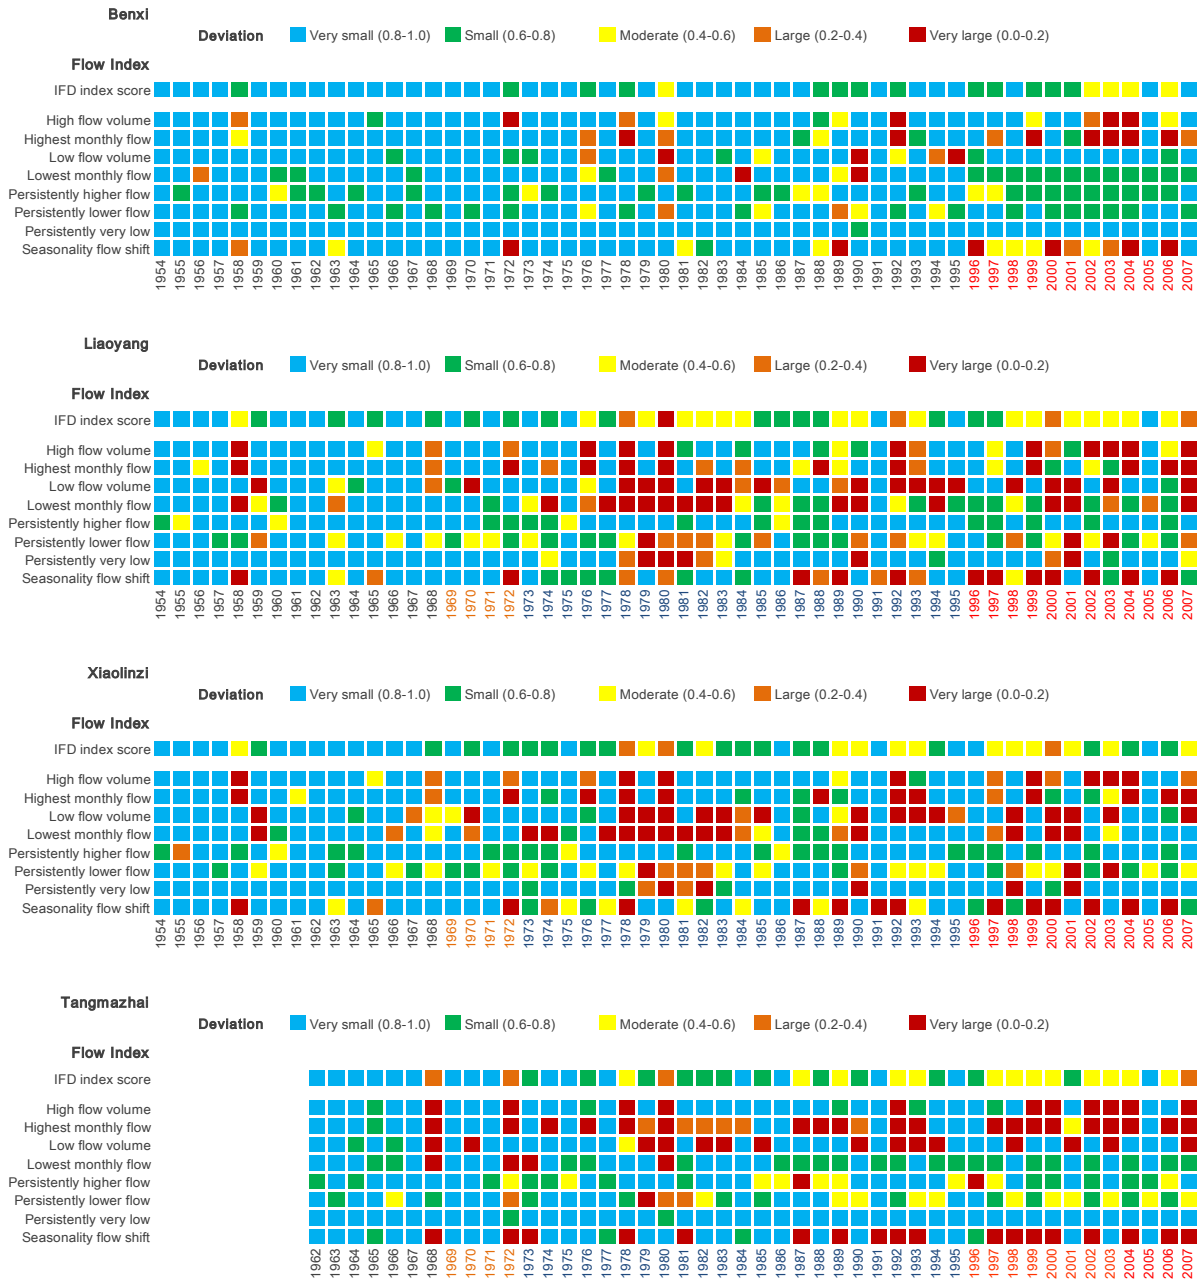 Benxi
Deviation Very small (0.8-1.0) Small (0.6-0.8) Moderate (0.4-0.6) Large (0.2-0.4) Very large (0.0-0.2)
Flow Index
IFD index score
High flow volume
Highest monthly flow
Low flow volume
Lowest monthly flow
Persistently higher flow
Persistently lower flow
Persistently very low
Seasonality flow shift
1954 1955 1956 1957 1958 1959 1960 1961 1962 1963 1964 1965 1966 1967 1968 1969 1970 1971 1972 1973 1974 1975 1976 1977 1978 1979 1980 1981 1982 1983 1984 1985 1986 1987 1988 1989 1990 1991 1992 1993 1994 1995 1996 1997 1998 1999 2000 2001 2002 2003 2004 2005 2006 2007
Liaoyang
Deviation Very small (0.8-1.0) Small (0.6-0.8) Moderate (0.4-0.6) Large (0.2-0.4) Very large (0.0-0.2)
Flow Index
IFD index score
High flow volume
Highest monthly flow
Low flow volume
Lowest monthly flow
Persistently higher flow
Persistently lower flow
Persistently very low
Seasonality flow shift
1954 1955 1956 1957 1958 1959 1960 1961 1962 1963 1964 1965 1966 1967 1968 1969 1970 1971 1972 1973 1974 1975 1976 1977 1978 1979 1980 1981 1982 1983 1984 1985 1986 1987 1988 1989 1990 1991 1992 1993 1994 1995 1996 1997 1998 1999 2000 2001 2002 2003 2004 2005 2006 2007
Xiaolinzi
Deviation Very small (0.8-1.0) Small (0.6-0.8) Moderate (0.4-0.6) Large (0.2-0.4) Very large (0.0-0.2)
Flow Index
IFD index score
High flow volume
Highest monthly flow
Low flow volume
Lowest monthly flow
Persistently higher flow
Persistently lower flow
Persistently very low
Seasonality flow shift
1954 1955 1956 1957 1958 1959 1960 1961 1962 1963 1964 1965 1966 1967 1968 1969 1970 1971 1972 1973 1974 1975 1976 1977 1978 1979 1980 1981 1982 1983 1984 1985 1986 1987 1988 1989 1990 1991 1992 1993 1994 1995 1996 1997 1998 1999 2000 2001 2002 2003 2004 2005 2006 2007
Tangmazhai
Deviation Very small (0.8-1.0) Small (0.6-0.8) Moderate (0.4-0.6) Large (0.2-0.4) Very large (0.0-0.2)
Flow Index
IFD index score
High flow volume
Highest monthly flow
Low flow volume
Lowest monthly flow
Persistently higher flow
Persistently lower flow
Persistently very low
Seasonality flow shift
1962 1963 1964 1965 1966 1967 1968 1969 1970 1971 1972 1973 1974 1975 1976 1977 1978 1979 1980 1981 1982 1983 1984 1985 1986 1987 1988 1989 1990 1991 1992 1993 1994 1995 1996 1997 1998 1999 2000 2001 2002 2003 2004 2005 2006 2007